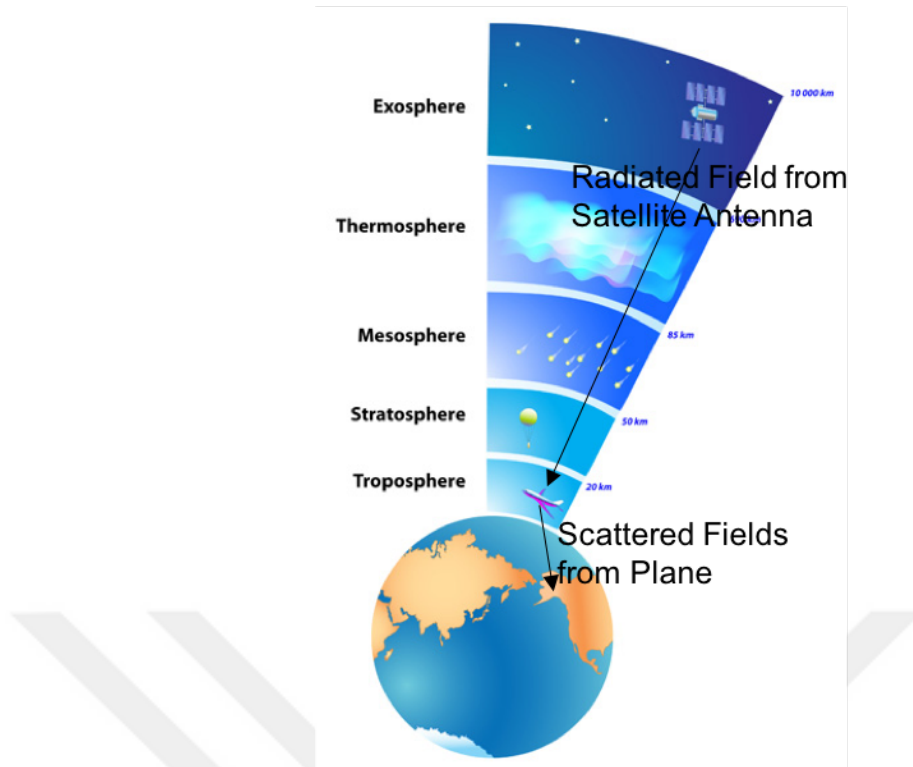 10 000 km
Exosphere
Radiated Field from
Satellite Antenna
Thermosphere
Mesosphere
85 km
Stratosphere
50 km
Troposphere
20 km
Scattered Fields
from Plane